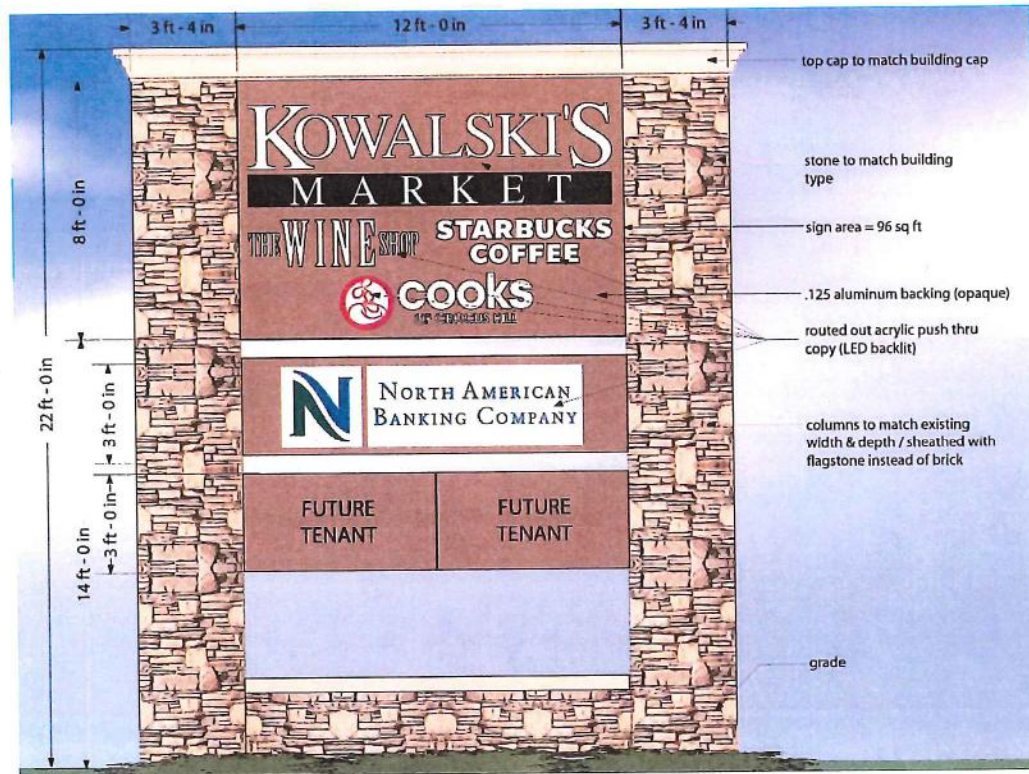 3 ft - 4 in
12 ft - 0 in
3 ft - 4 in
top cap to match building cap
KOWALSKI'S
MARKET
stone to match building
type
8 ft - 0 in
THE WINE SHOP
STARBUCKS
COFFEE
sign area = 96 sq ft
COOKS
OF CROCUS HILL
.125 aluminum backing (opaque)
routed out acrylic push thru
copy (LED backlit)
22 ft - 0 in
3 ft - 0 in
N
NORTH AMERICAN
BANKING COMPANY
columns to match existing
width & depth / sheathed with
flagstone instead of brick
14 ft - 0 in
3 ft - 0 in
FUTURE
TENANT
FUTURE
TENANT
grade